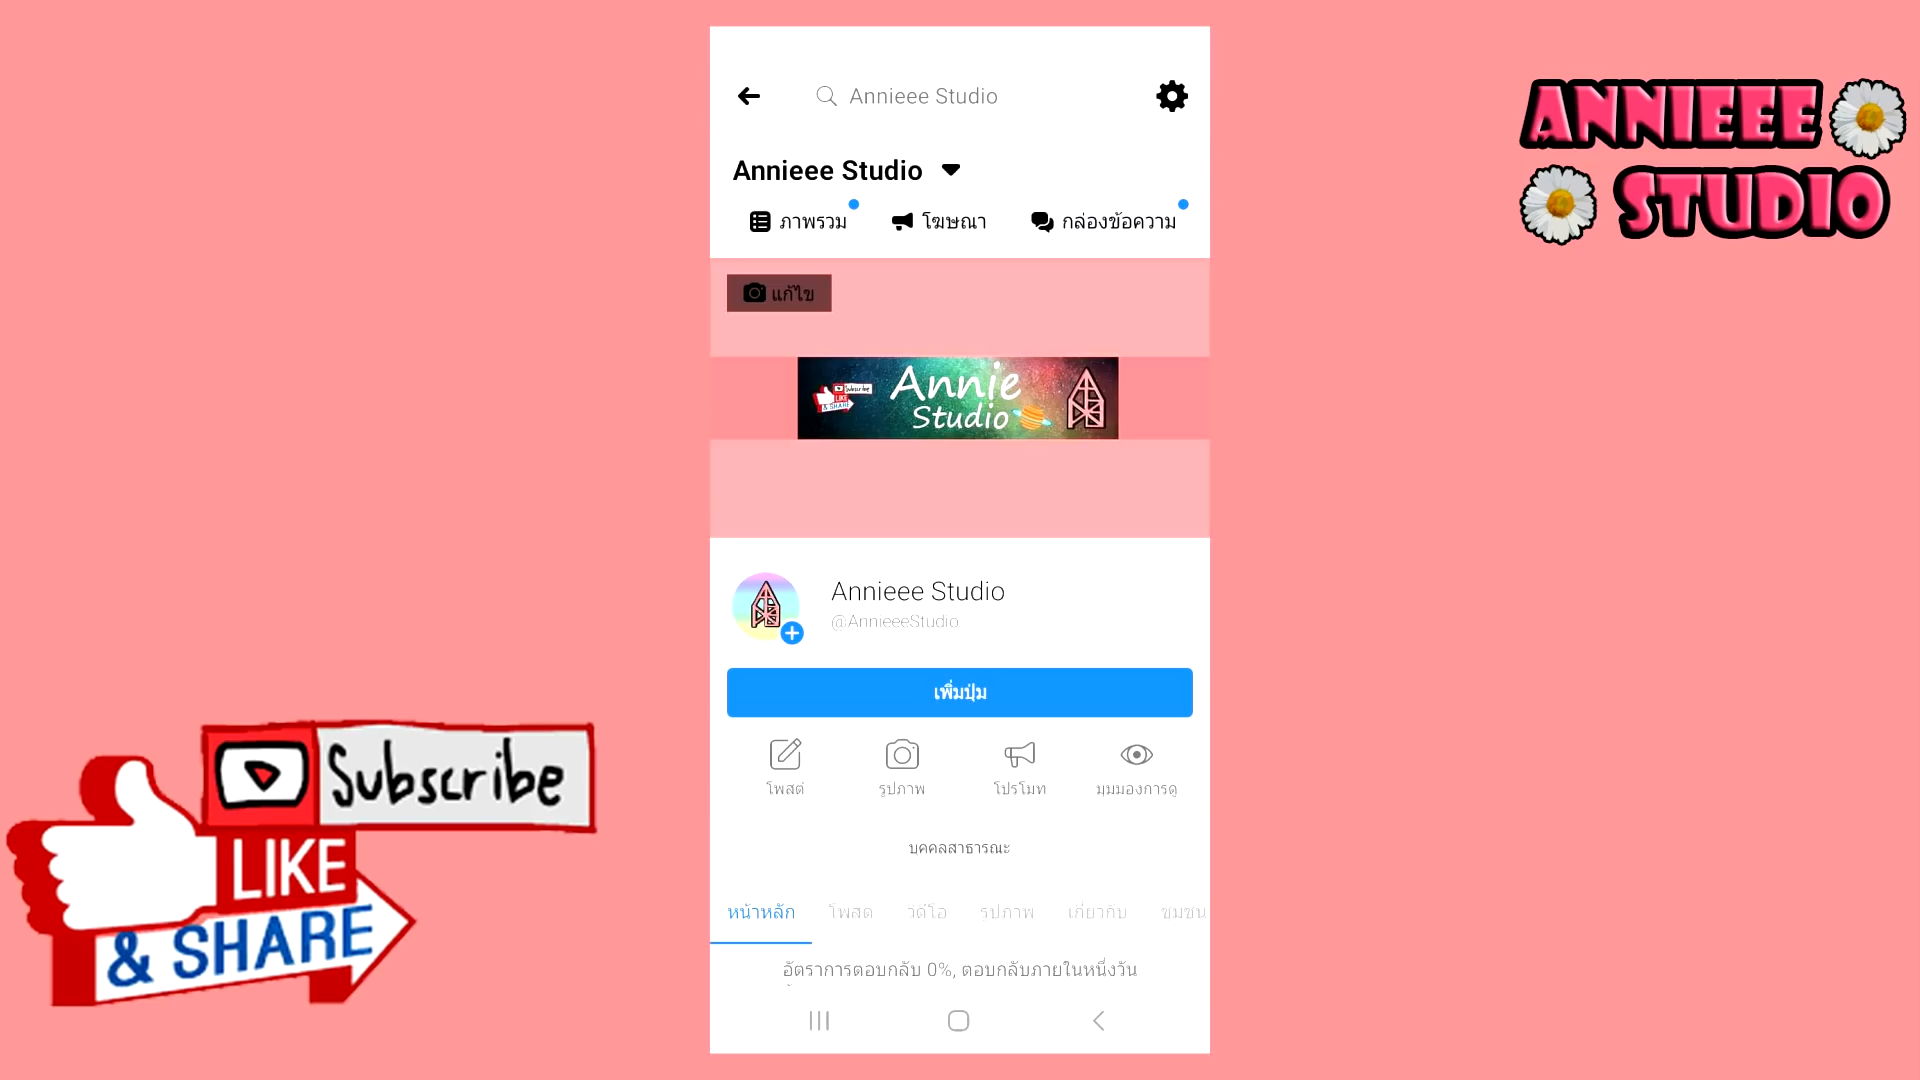 Annieee Studio
Annieee Studio
ภาพรวม
โฆษณา
กล่องข้อความ
แก้ไข
Subscribe
LIKE
& SHARE
Annie
Studio
Annieee Studio
@AnnieeeStudio
เพิ่มปุ่ม
โพสต์
รูปภาพ
โปรโมท
มุมมองการดู
บุคคลสาธารณะ
หน้าหลัก
โพสต์
วิดีโอ
รูปภาพ
เกี่ยวกับ
ชุมชน
อัตราการตอบกลับ 0%, ตอบกลับภายในหนึ่งวัน
ANNIEEE
STUDIO
Subscribe
LIKE
& SHARE